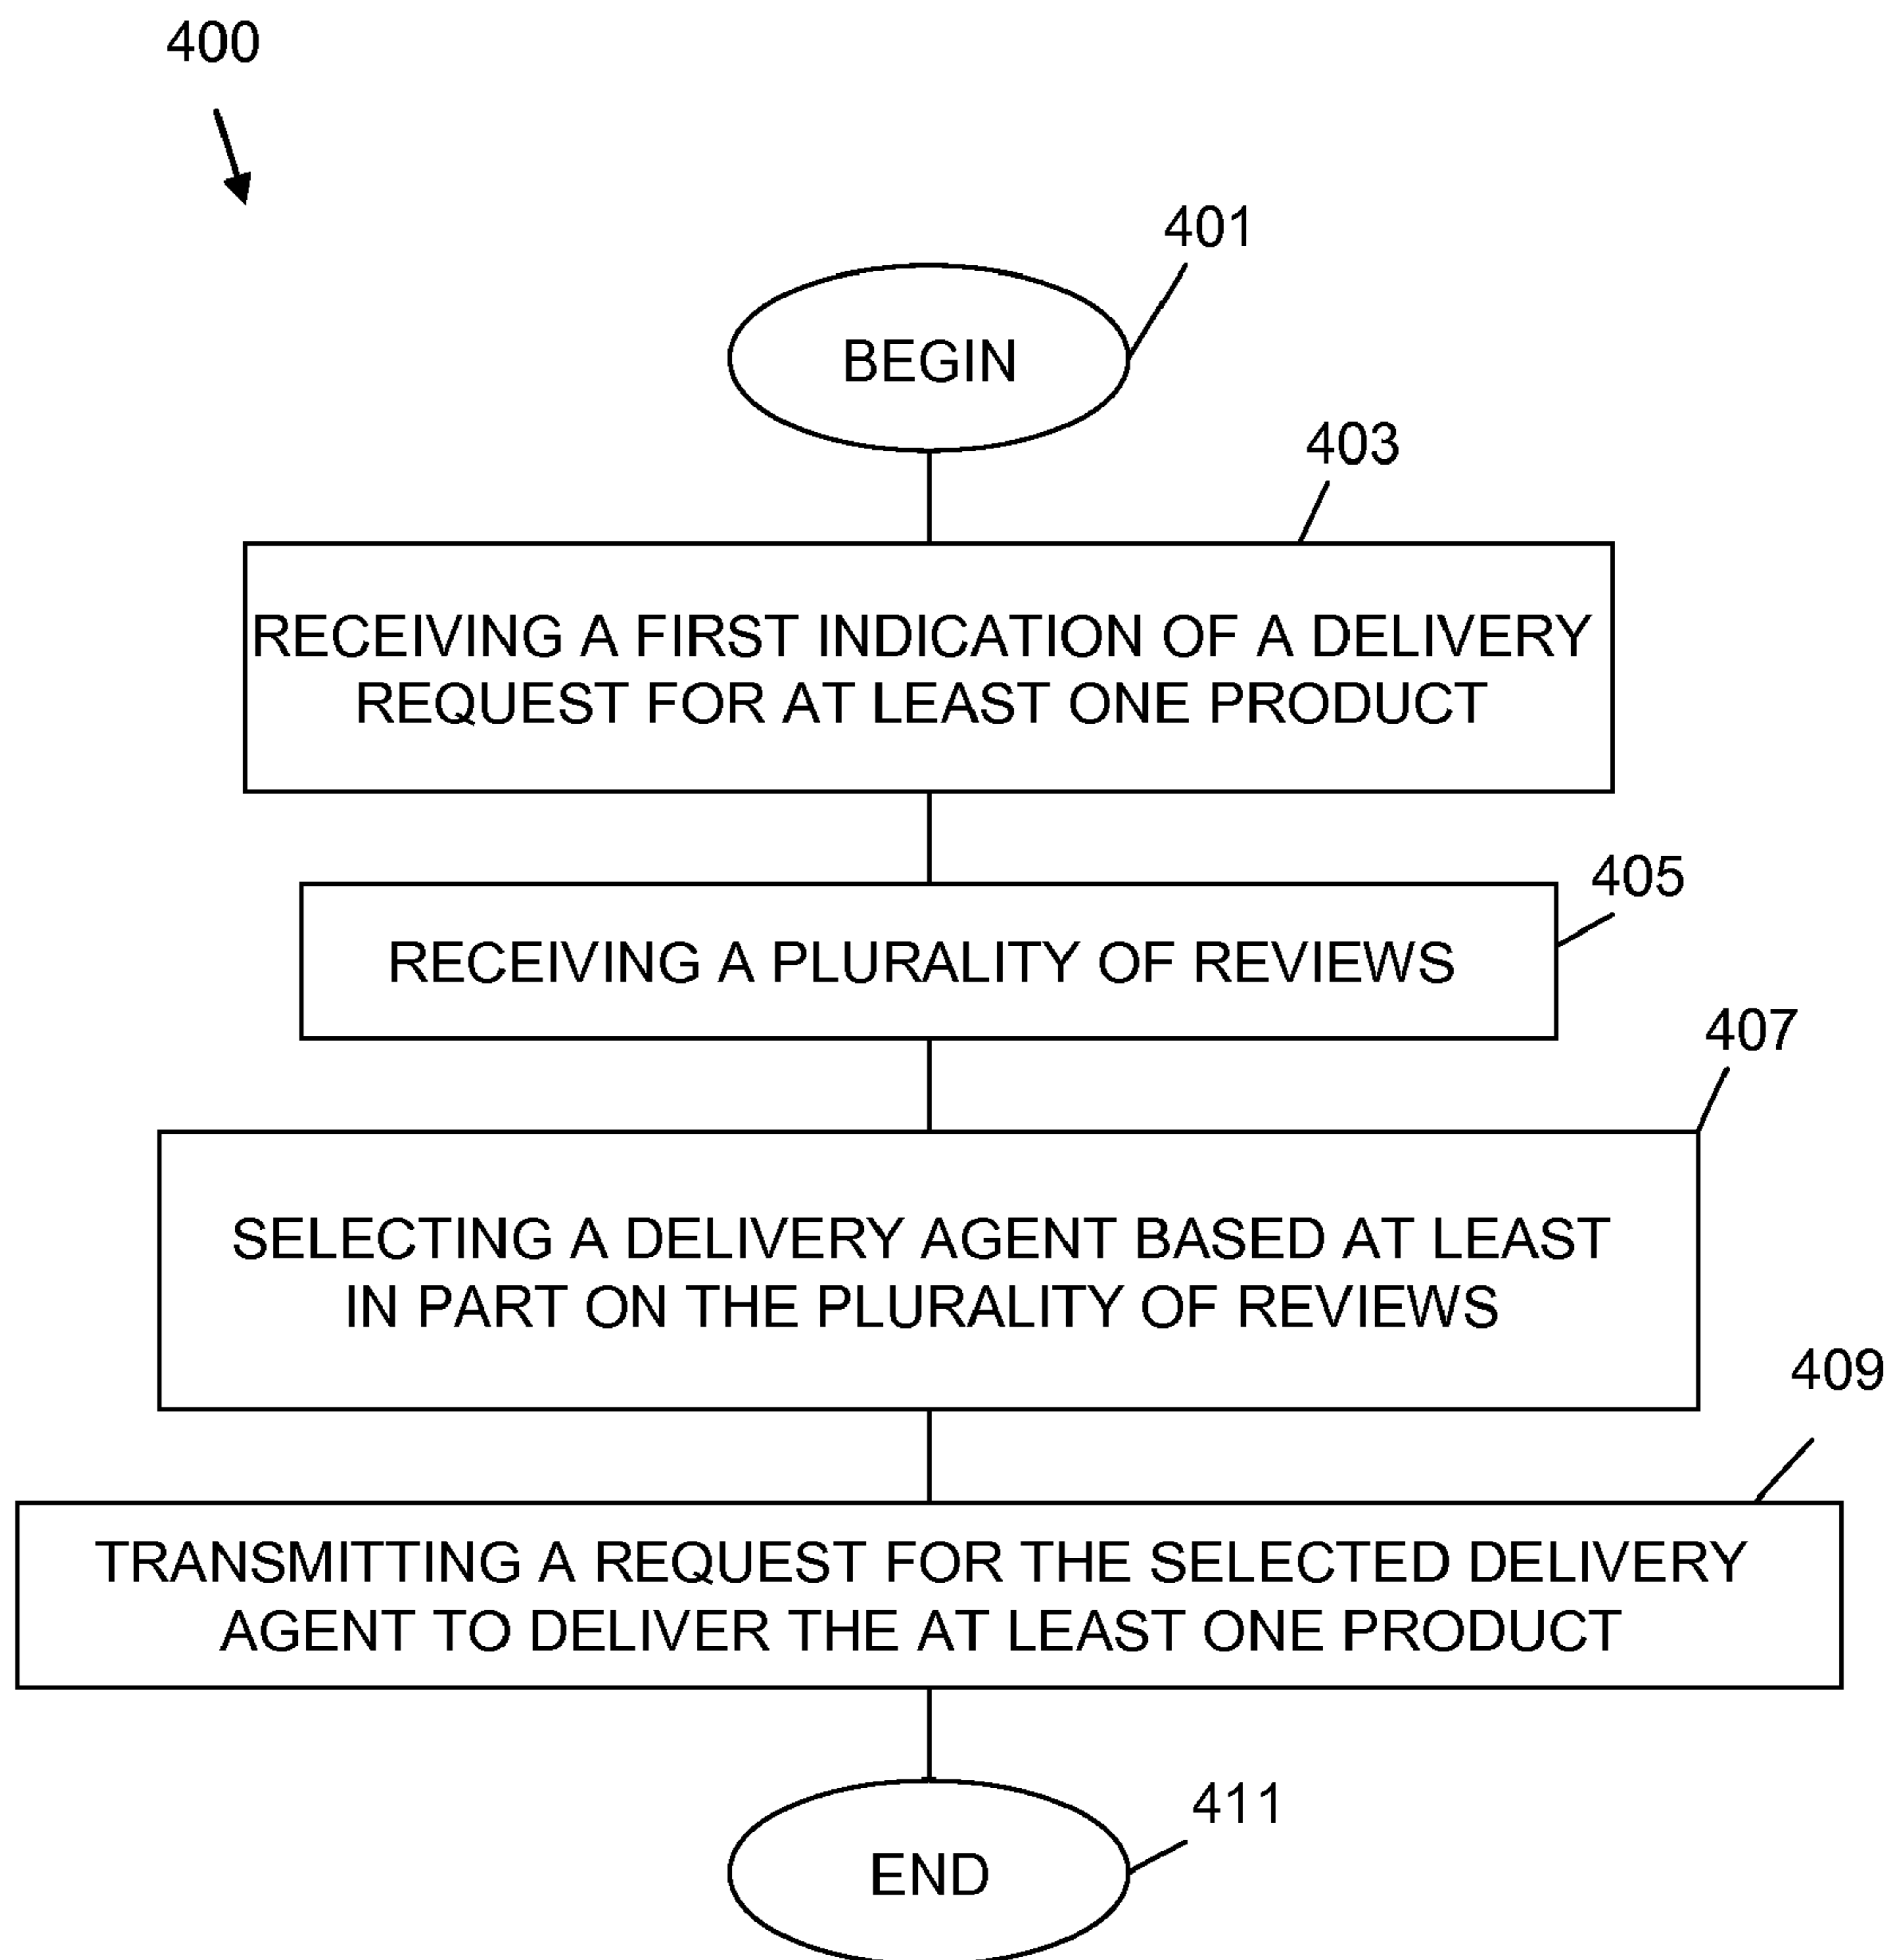 400
401
BEGIN
403
RECEIVING A FIRST INDICATION OF A DELIVERY
REQUEST FOR AT LEAST ONE PRODUCT
405
RECEIVING A PLURALITY OF REVIEWS
407
SELECTING A DELIVERY AGENT BASED AT LEAST
IN PART ON THE PLURALITY OF REVIEWS
409
TRANSMITTING A REQUEST FOR THE SELECTED DELIVERY
AGENT TO DELIVER THE AT LEAST ONE PRODUCT
411
END